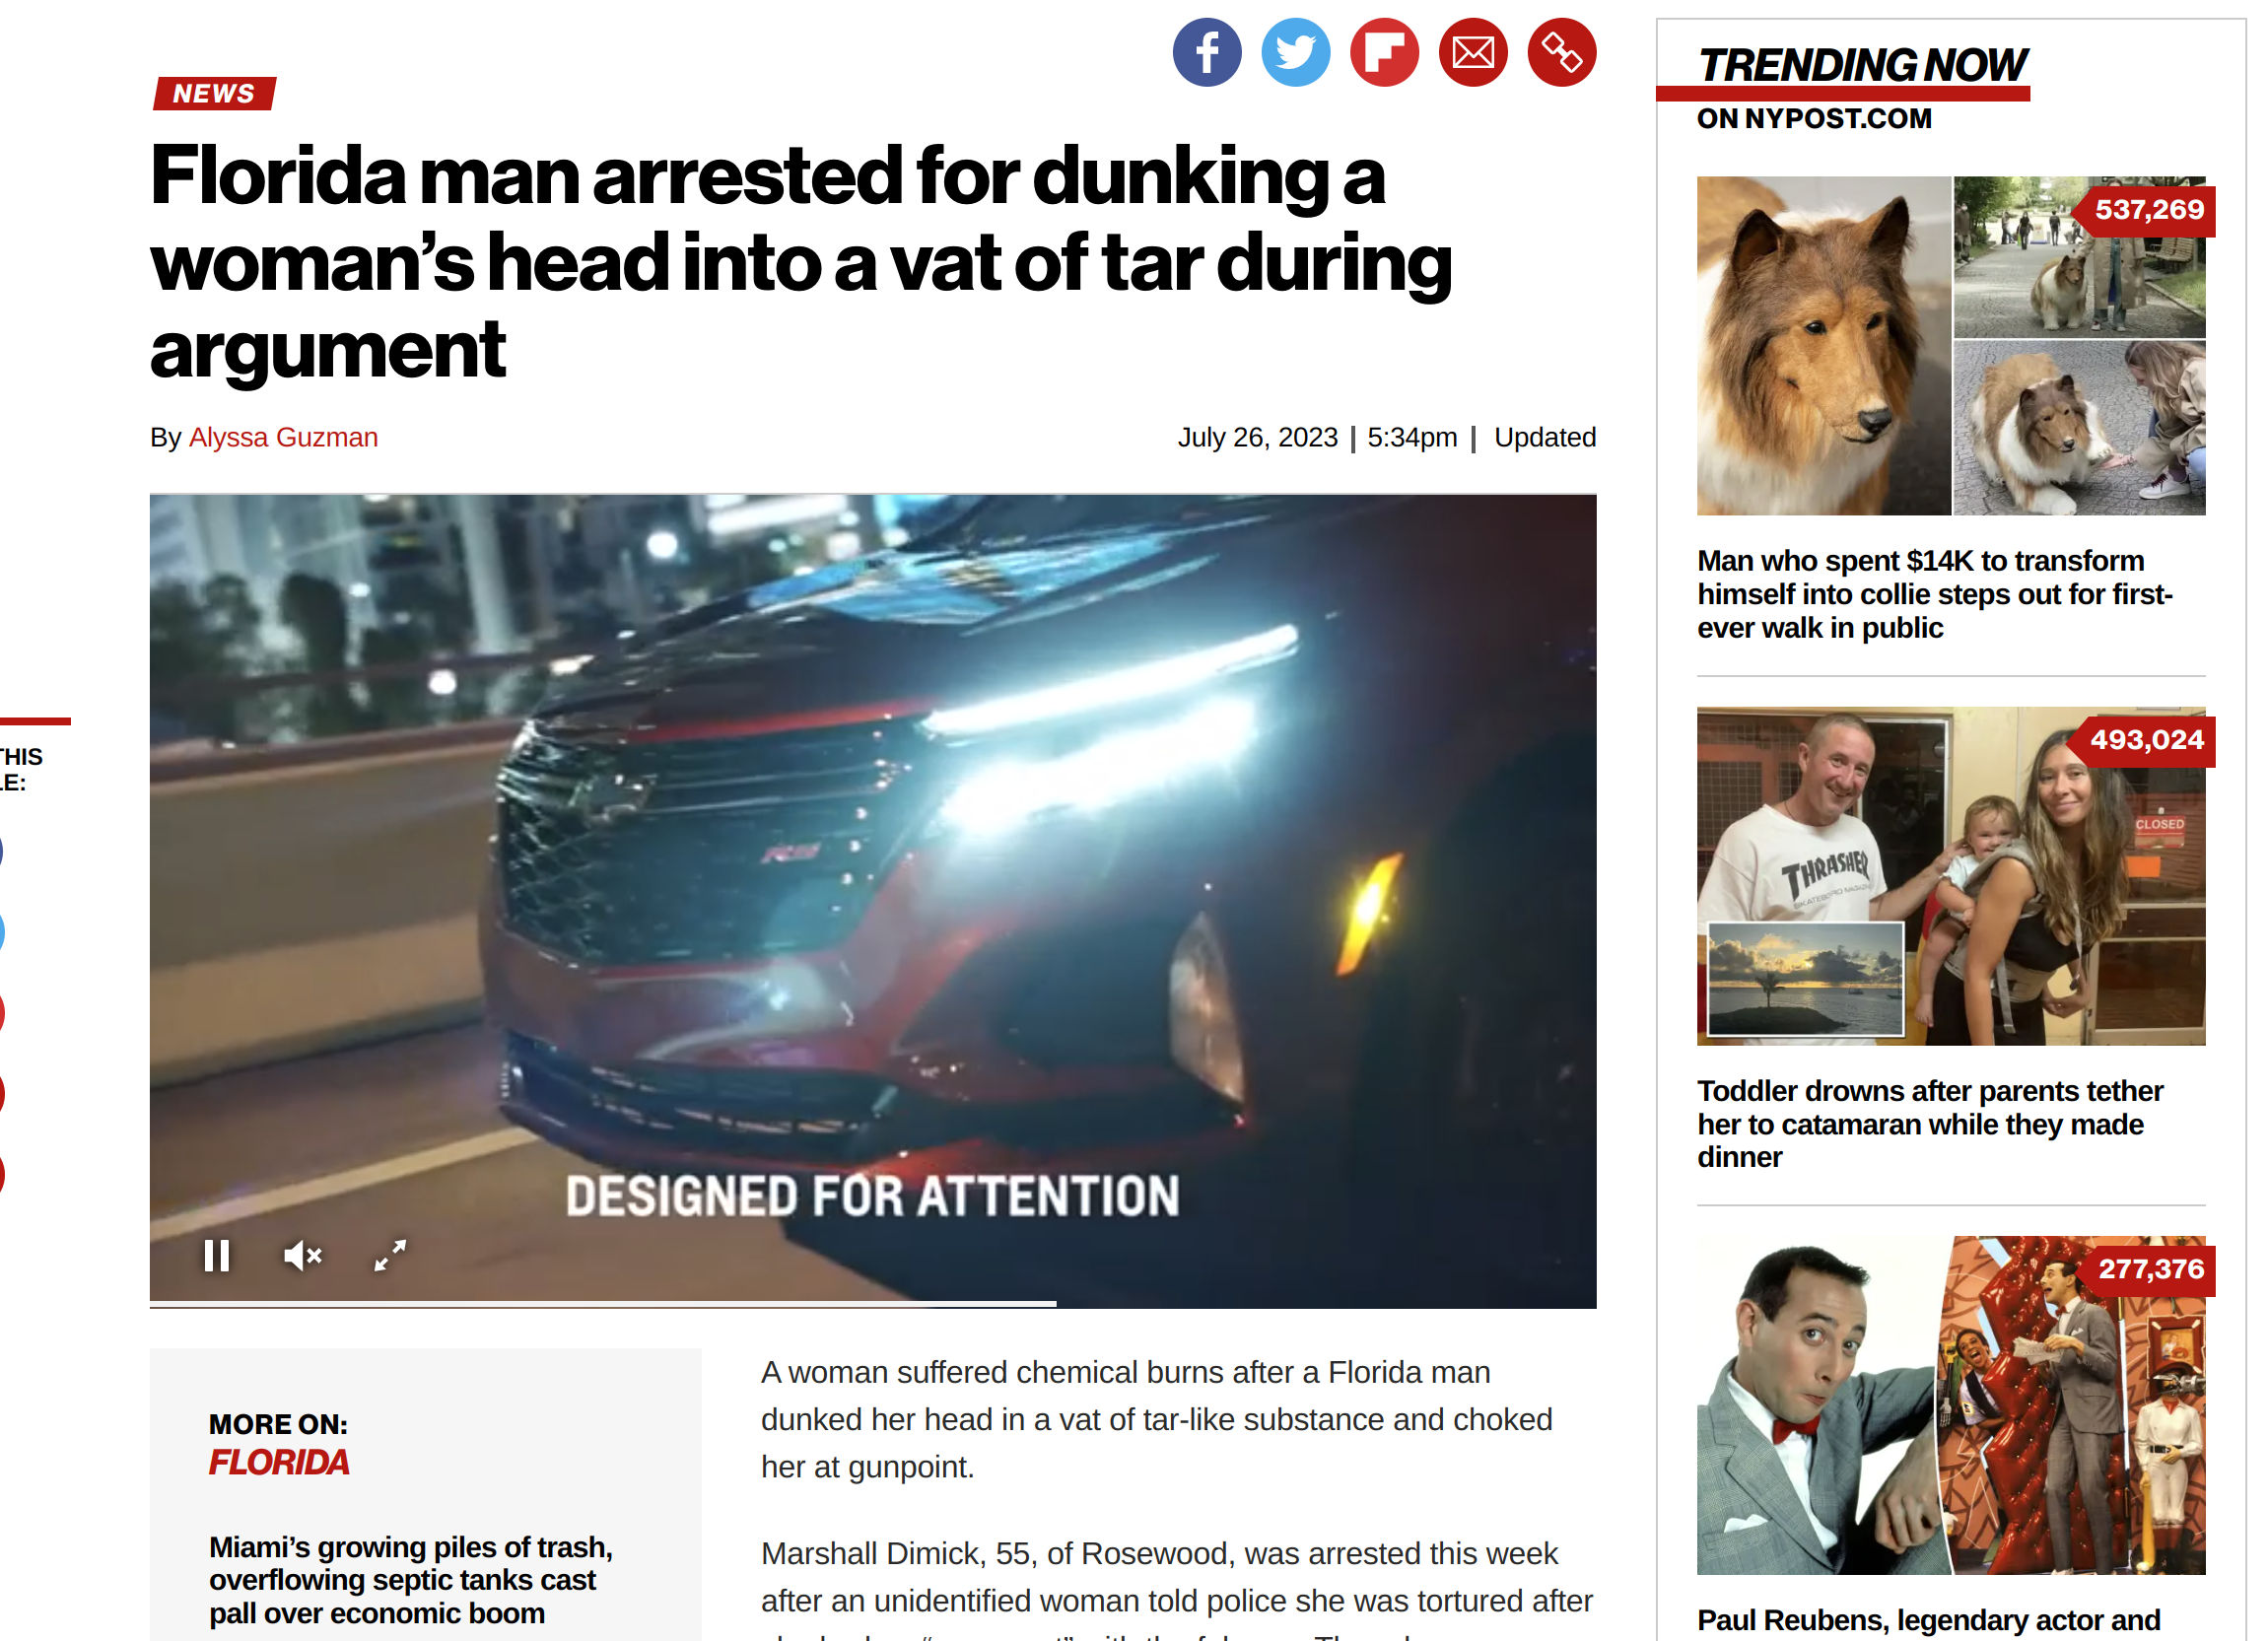 NEWS
Florida man arrested for dunking a
woman’s head into a vat of tar during
argument
By Alyssa Guzman
July 26, 2023 | 5:34pm | Updated
THIS
LE:
RS
DESIGNED FOR ATTENTION
MORE ON:
FLORIDA
Miami’s growing piles of trash,
overflowing septic tanks cast
pall over economic boom
A woman suffered chemical burns after a Florida man
dunked her head in a vat of tar-like substance and choked
her at gunpoint.
Marshall Dimick, 55, of Rosewood, was arrested this week
after an unidentified woman told police she was tortured after
TRENDING NOW
ON NYPOST.COM
537,269
Man who spent $14K to transform
himself into collie steps out for first-
ever walk in public
493,024
CLOSED
THRASHER
SKATEBOARD MAGAZINE
Toddler drowns after parents tether
her to catamaran while they made
dinner
277,376
Paul Reubens, legendary actor and